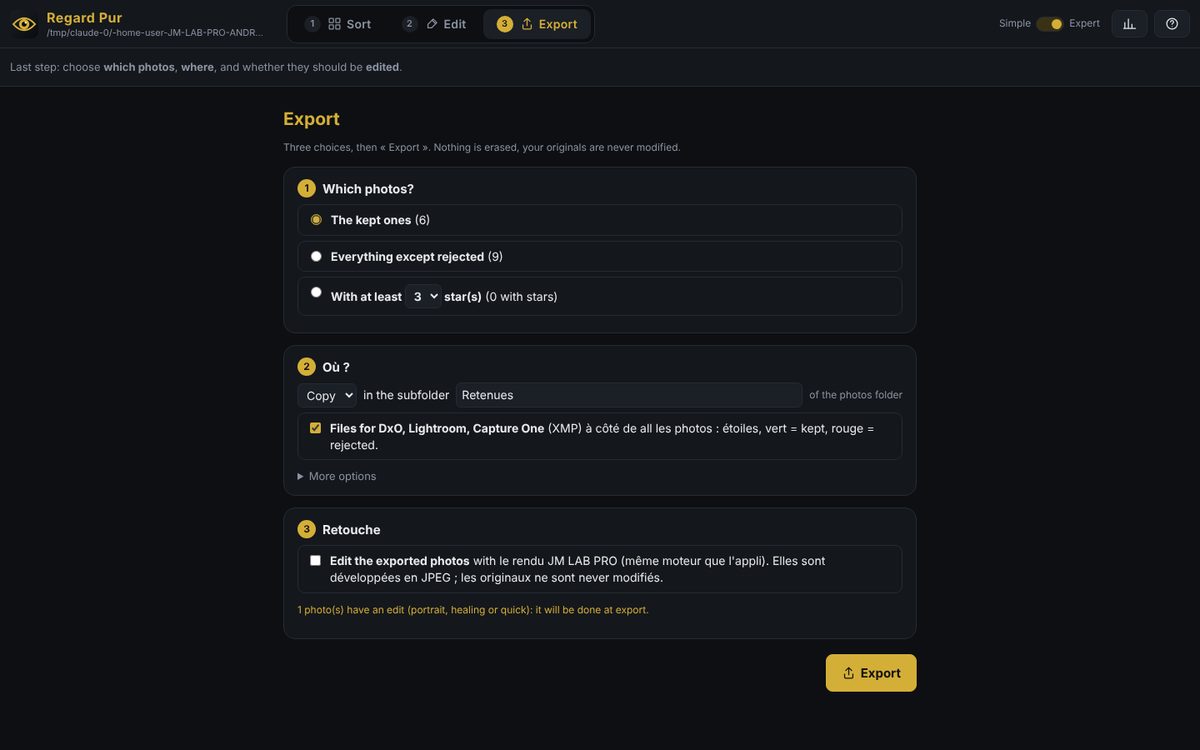 Regard Pur
/tmp/claude-0/-home-user-JM-LAB-PRO-ANDR...
1 Sort
2 Edit
3 Export
Simple Expert
Last step: choose which photos, where, and whether they should be edited.
Export
Three choices, then « Export ». Nothing is erased, your originals are never modified.
1 Which photos?
The kept ones (6)
Everything except rejected (9)
With at least 3 star(s) (0 with stars)
2 Où ?
Copy in the subfolder Retenues of the photos folder
Files for DxO, Lightroom, Capture One (XMP) à côté de all les photos : étoiles, vert = kept, rouge =
rejected.
More options
3 Retouche
Edit the exported photos with le rendu JM LAB PRO (même moteur que l'appli). Elles sont
développées en JPEG ; les originaux ne sont never modifiés.
1 photo(s) have an edit (portrait, healing or quick): it will be done at export.
Export